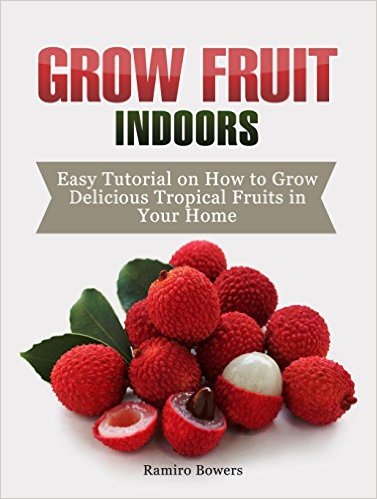 GROW FRUIT
INDOORS
Easy Tutorial on How to Grow
Delicious Tropical Fruits in
Your Home
Ramiro Bowers